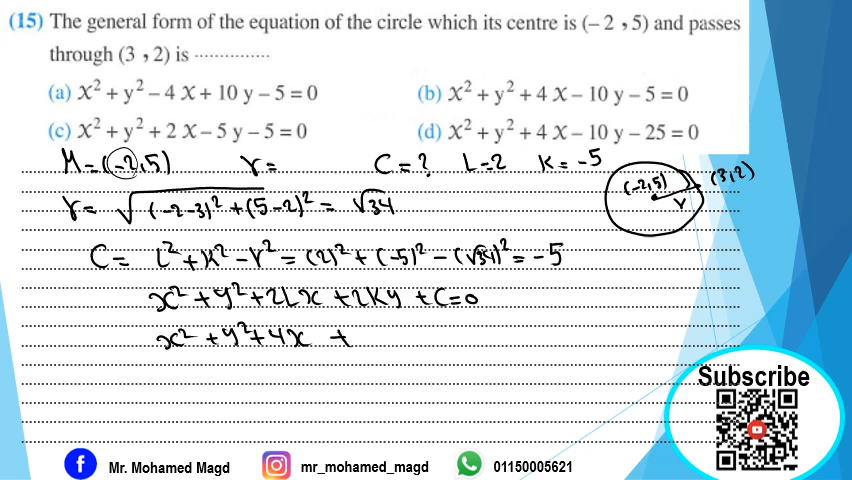 (15) The general form of the equation of the circle which its centre is (– 2 , 5) and passes
through (3 , 2) is ...............
(a) X² + y² – 4 X + 10 y – 5 = 0 (b) X² + y² + 4 X – 10 y – 5 = 0
(c) X² + y² + 2 X – 5 y – 5 = 0 (d) X² + y² + 4 X – 10 y – 25 = 0
M = (-2,5) r = C = ? L=2 K = -5
(-2,5) r (3,2)
r = √(-2-3)² + (5-2)² = √34
C = L² + K² - r² = (2)² + (-5)² - (√34)² = -5
x² + y² + 2Lx + 2Ky + C = 0
x² + y² + 4x +
Subscribe
Mr. Mohamed Magd mr_mohamed_magd 01150005621